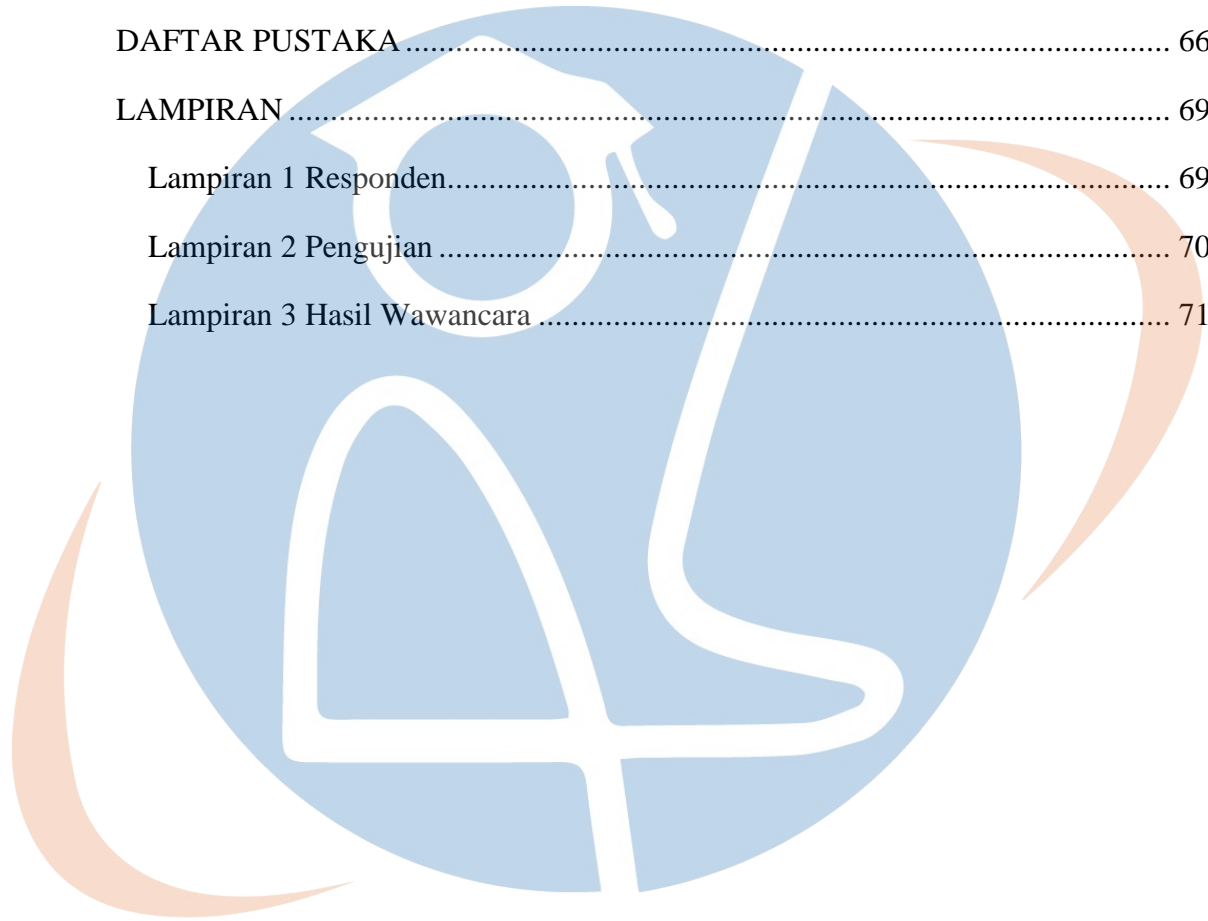 DAFTAR PUSTAKA ........................................................................................................ 66
LAMPIRAN ........................................................................................................................ 69
Lampiran 1 Responden.................................................................................................. 69
Lampiran 2 Pengujian ................................................................................................... 70
Lampiran 3 Hasil Wawancara ...................................................................................... 71